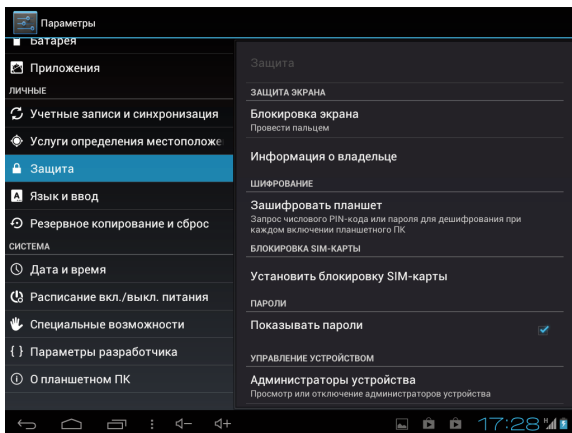 Параметры
Батарея
Приложения
ЛИЧНЫЕ
Учетные записи и синхронизация
Услуги определения местоположе
Защита
Язык и ввод
Резервное копирование и сброс
СИСТЕМА
Дата и время
Расписание вкл./выкл. питания
Специальные возможности
{ } Параметры разработчика
О планшетном ПК
Защита
ЗАЩИТА ЭКРАНА
Блокировка экрана
Провести пальцем
Информация о владельце
ШИФРОВАНИЕ
Зашифровать планшет
Запрос числового PIN-кода или пароля для дешифрования при
каждом включении планшетного ПК
БЛОКИРОВКА SIM-КАРТЫ
Установить блокировку SIM-карты
ПАРОЛИ
Показывать пароли
УПРАВЛЕНИЕ УСТРОЙСТВОМ
Администраторы устройства
Просмотр или отключение администраторов устройства
17:28
H